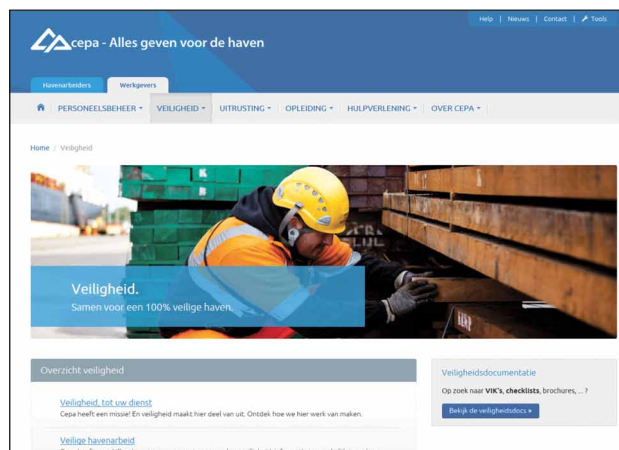 Help | Nieuws | Contact | Tools
cepa - Alles geven voor de haven
Havenarbeiders Werkgevers
PERSONEELSBEHEER VEILIGHEID UITRUSTING OPLEIDING HULPVERLENING OVER CEPA
Home / Veiligheid
Veiligheid.
Samen voor een 100% veilige haven.
Overzicht veiligheid
Veiligheid, tot uw dienst
Cepa heeft een missie! En veiligheid maakt hier deel van uit. Ontdek hoe we hier werk van maken.
Veilige havenarbeid
Veiligheidsdocumentatie
Op zoek naar VIK's, checklists, brochures, ... ?
Bekijk de veiligheidsdocs »